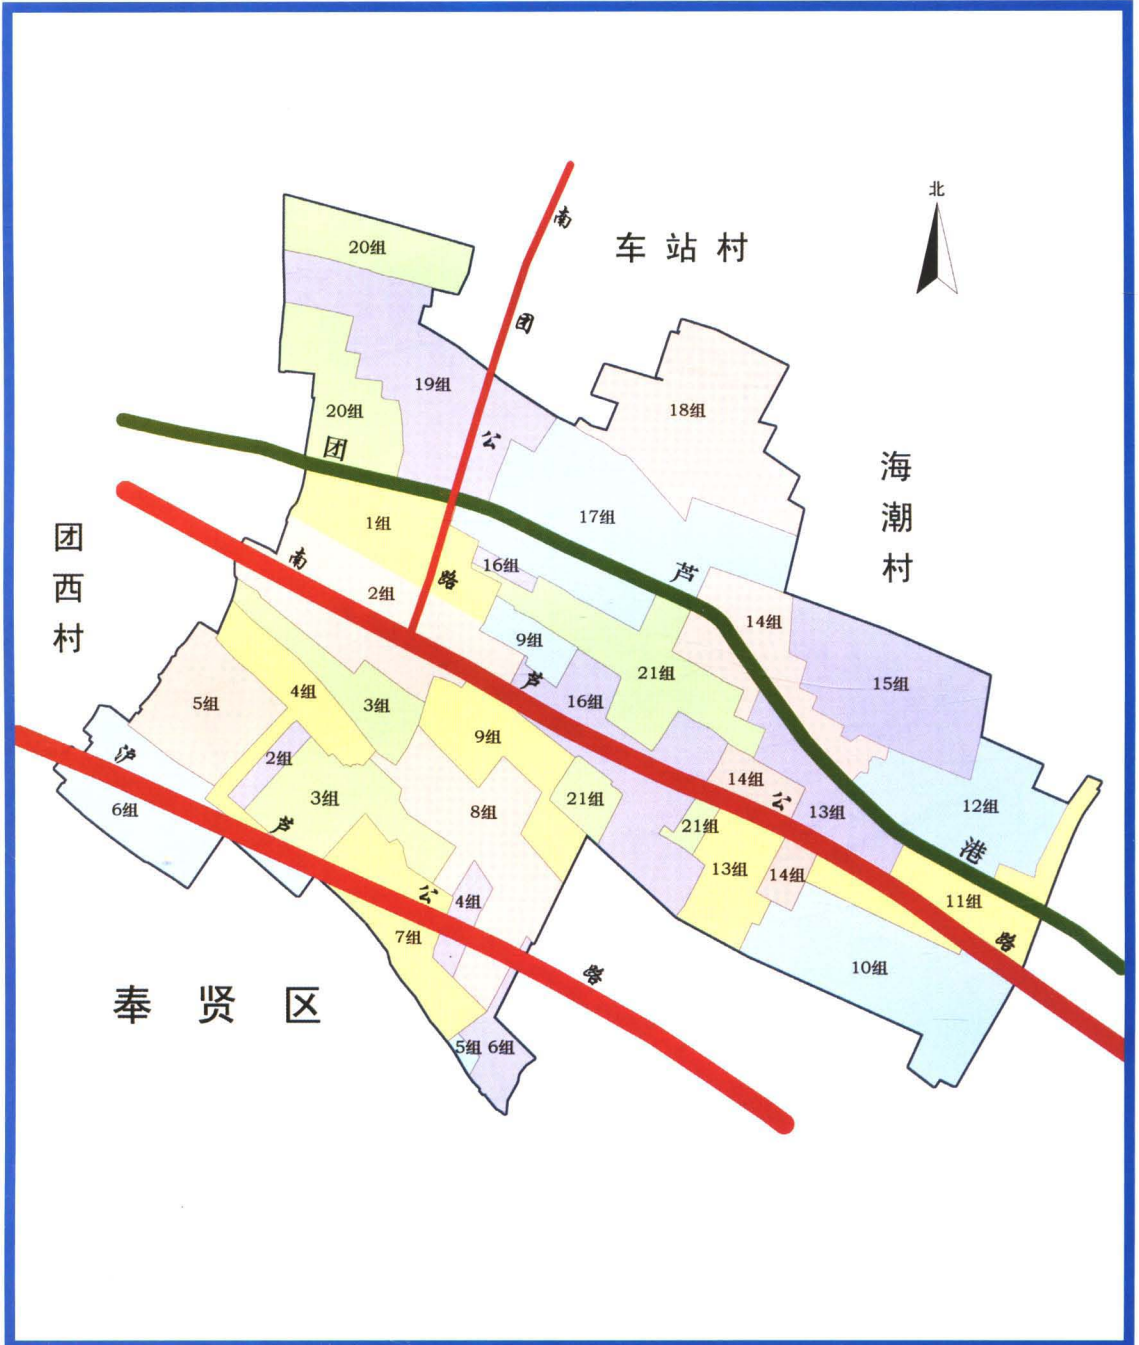 北
车站村
海潮村
团西村
奉贤区
南团公路
团芦港
南芦公路
沪芦公路
20组
19组
18组
20组
17组
1组
16组
2组
9组
14组
21组
15组
4组
5组
3组
16组
9组
2组
14组
3组
21组
12组
6组
8组
13组
21组
13组
14组
11组
4组
7组
10组
5组
6组